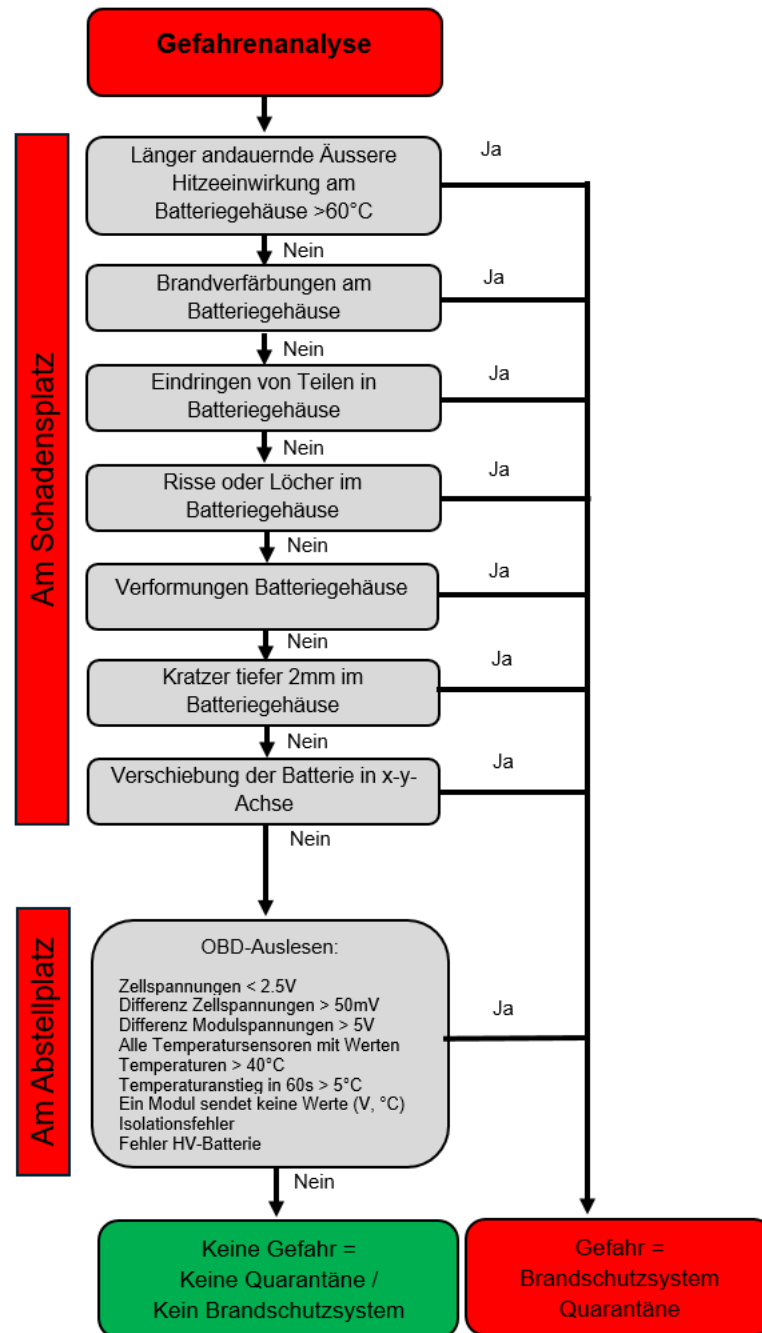 Gefahrenanalyse
Am Schadensplatz
Länger andauernde Äussere
Hitzeeinwirkung am
Batteriegehäuse >60°C
Ja
Nein
Brandverfärbungen am
Batteriegehäuse
Ja
Nein
Eindringen von Teilen in
Batteriegehäuse
Ja
Nein
Risse oder Löcher im
Batteriegehäuse
Ja
Nein
Verformungen Batteriegehäuse
Ja
Nein
Kratzer tiefer 2mm im
Batteriegehäuse
Ja
Nein
Verschiebung der Batterie in x-y-
Achse
Ja
Nein
Am Abstellplatz
OBD-Auslesen:
Zellspannungen < 2.5V
Differenz Zellspannungen > 50mV
Differenz Modulspannungen > 5V
Alle Temperatursensoren mit Werten
Temperaturen > 40°C
Temperaturanstieg in 60s > 5°C
Ein Modul sendet keine Werte (V, °C)
Isolationsfehler
Fehler HV-Batterie
Ja
Nein
Keine Gefahr =
Keine Quarantäne /
Kein Brandschutzsystem
Gefahr =
Brandschutzsystem
Quarantäne